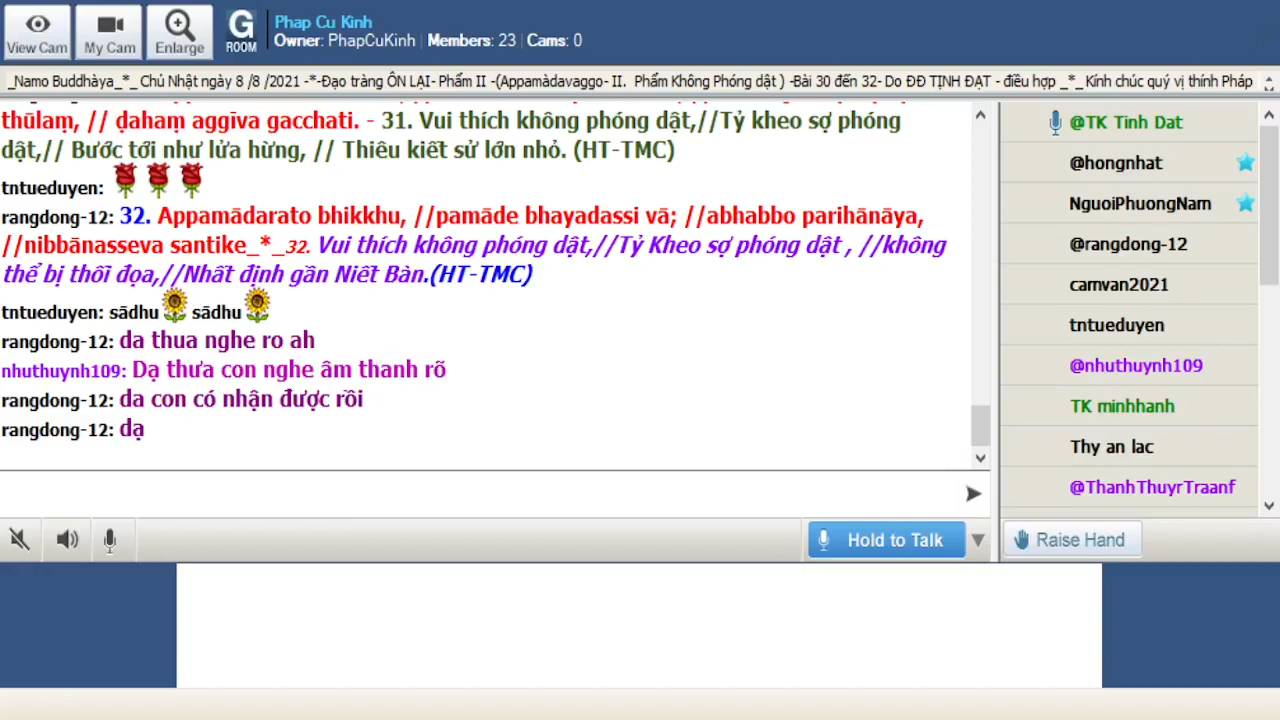 View Cam
My Cam
Enlarge
G
ROOM
Phap Cu Kinh
Owner: PhapCuKinh | Members: 23 | Cams: 0
_Namo Buddhàya_*_ Chủ Nhật ngày 8 /8 /2021 -*-Đạo tràng ÔN LẠI- Phẩm II -(Appamàdavaggo- II. Phẩm Không Phóng dật ) -Bài 30 đến 32- Do ĐĐ TỊNH ĐẠT - điều hợp _*_ Kính chúc quý vị thính Pháp
thūlaṃ, // ḍahaṃ aggīva gacchati. - 31. Vui thích không phóng dật,//Tỷ kheo sợ phóng
dật,// Bước tới như lửa hừng, // Thiêu kiết sử lớn nhỏ. (HT-TMC)
tntueduyen:
rangdong-12: 32. Appamādarato bhikkhu, //pamāde bhayadassi vā; //abhabbo parihānāya,
//nibbānasseva santike_*_32. Vui thích không phóng dật,//Tỷ Kheo sợ phóng dật , //không
thể bị thối đọa,//Nhất định gần Niết Bàn.(HT-TMC)
tntueduyen: sādhu sādhu
rangdong-12: da thua nghe ro ah
nhuthuynh109: Dạ thưa con nghe âm thanh rõ
rangdong-12: da con có nhận được rồi
rangdong-12: dạ
@TK Tinh Dat
@hongnhat
NguoiPhuongNam
@rangdong-12
camvan2021
tntueduyen
@nhuthuynh109
TK minhhanh
Thy an lac
@ThanhThuyrTraanf
Hold to Talk
Raise Hand